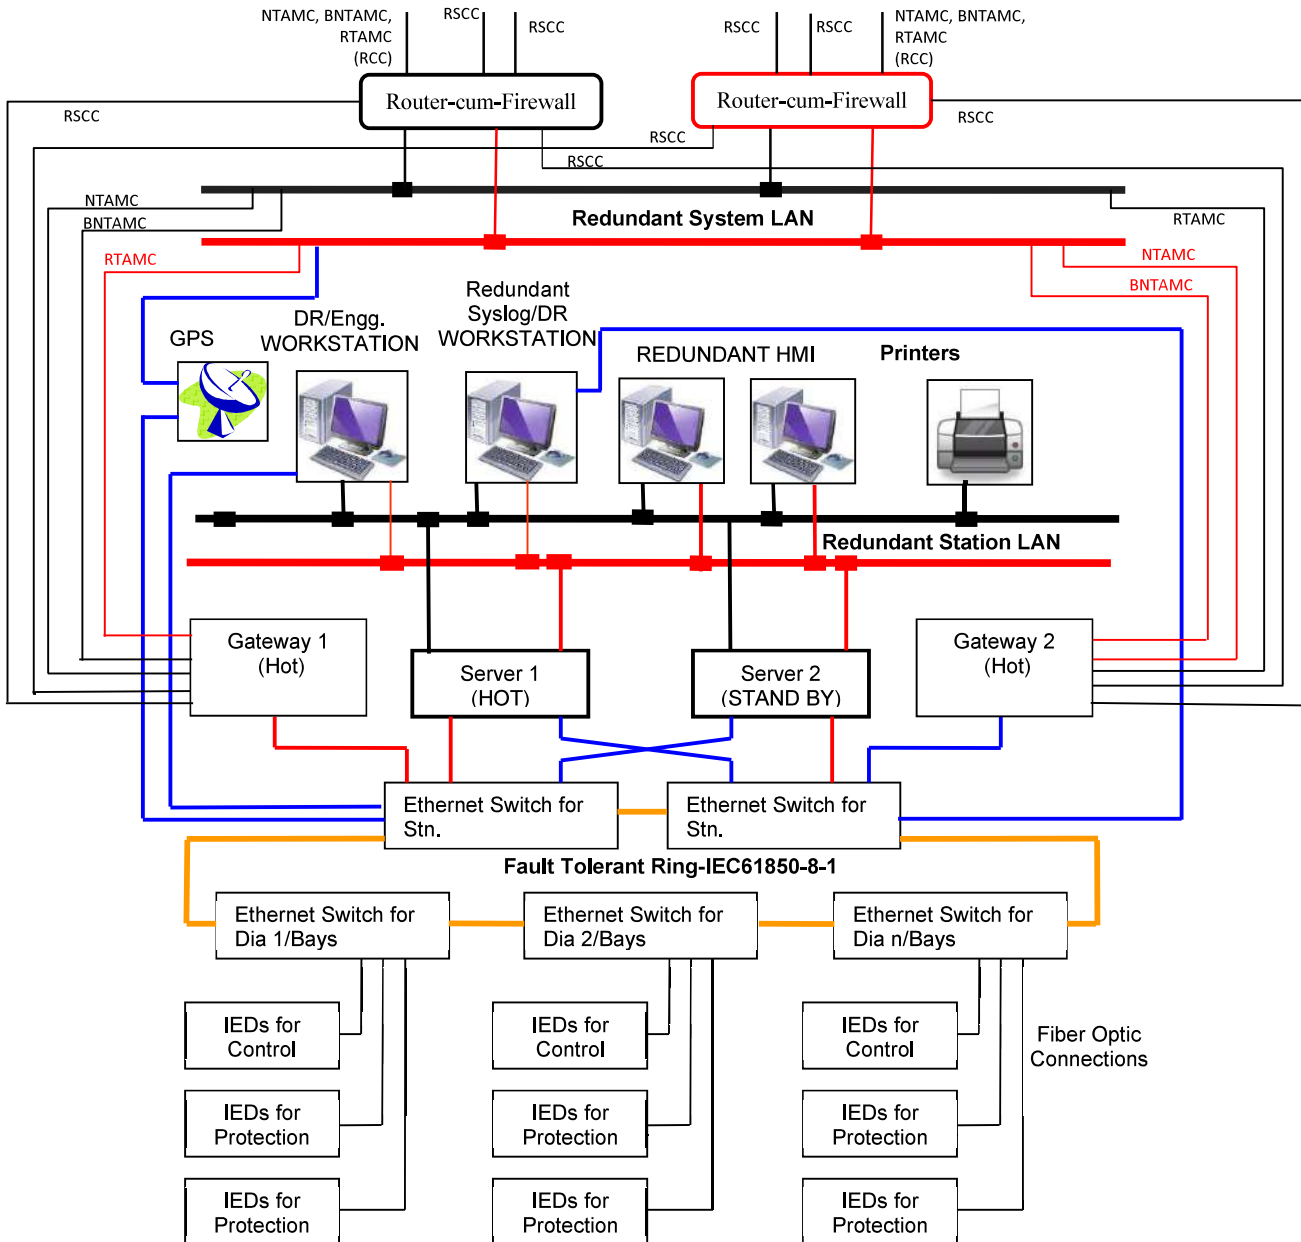 NTAMC, BNTAMC,
RTAMC
(RCC)
RSCC
RSCC
RSCC
RSCC
NTAMC, BNTAMC,
RTAMC
(RCC)
Router-cum-Firewall
Router-cum-Firewall
RSCC
RSCC
RSCC
RSCC
NTAMC
BNTAMC
RTAMC
Redundant System LAN
RTAMC
NTAMC
BNTAMC
GPS
DR/Engg.
WORKSTATION
Redundant
Syslog/DR
WORKSTATION
REDUNDANT HMI
Printers
Redundant Station LAN
Gateway 1
(Hot)
Server 1
(HOT)
Server 2
(STAND BY)
Gateway 2
(Hot)
Ethernet Switch for
Stn.
Ethernet Switch for
Stn.
Fault Tolerant Ring-IEC61850-8-1
Ethernet Switch for
Dia 1/Bays
Ethernet Switch for
Dia 2/Bays
Ethernet Switch for
Dia n/Bays
IEDs for
Control
IEDs for
Control
IEDs for
Control
Fiber Optic
Connections
IEDs for
Protection
IEDs for
Protection
IEDs for
Protection
IEDs for
Protection
IEDs for
Protection
IEDs for
Protection